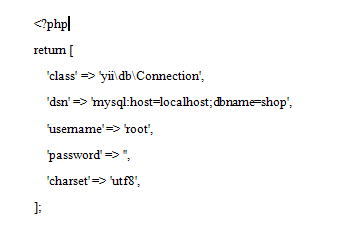 <?php
return [
'class' => 'yii\db\Connection',
'dsn' => 'mysql:host=localhost;dbname=shop',
'username' => 'root',
'password' => '',
'charset' => 'utf8',
];